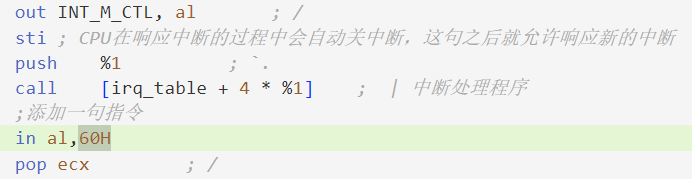 out INT_M_CTL, al ; /
sti ; CPU在响应中断的过程中会自动关中断，这句之后就允许响应新的中断
push %1 ; `.
call [irq_table + 4 * %1] ; | 中断处理程序
;添加一句指令
in al,60H
pop ecx ; /